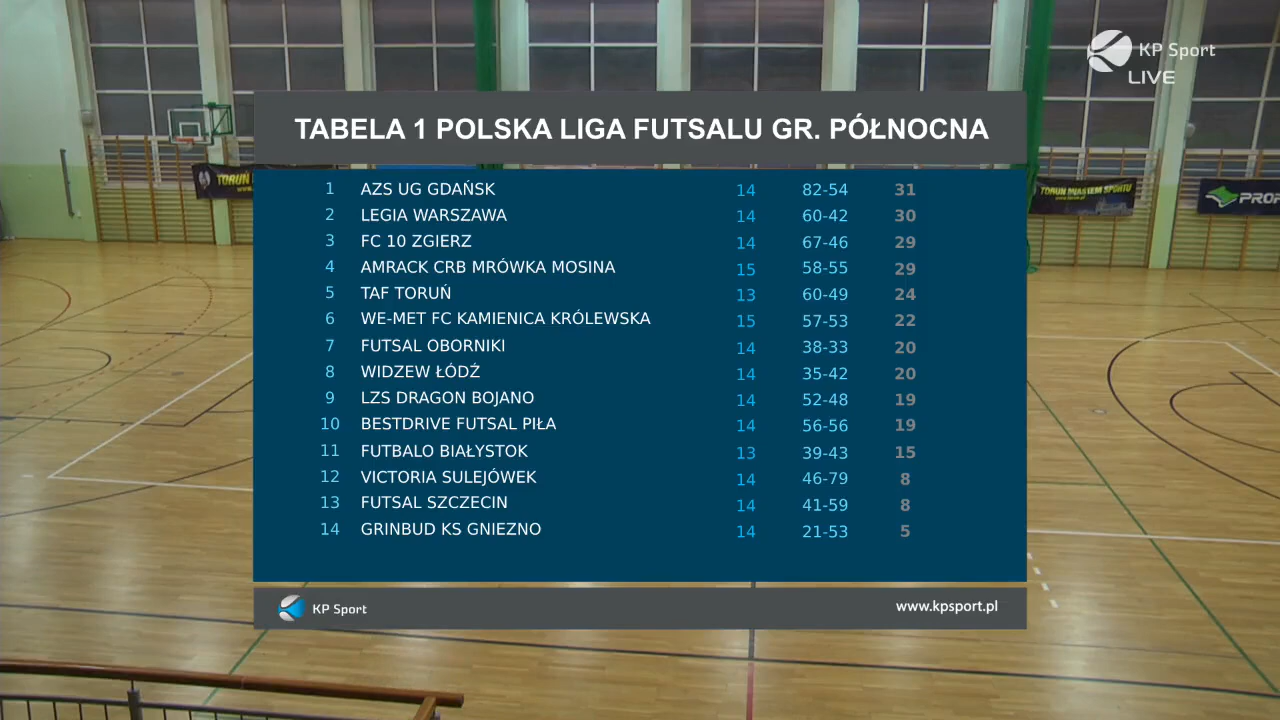 KP Sport
LIVE
TABELA 1 POLSKA LIGA FUTSALU GR. PÓŁNOCNA
TORUŃ
TORUŃ MIASTEM SPORTU
1 AZS UG GDAŃSK 14 82-54 31
2 LEGIA WARSZAWA 14 60-42 30
3 FC 10 ZGIERZ 14 67-46 29
4 AMRACK CRB MRÓWKA MOSINA 15 58-55 29
5 TAF TORUŃ 13 60-49 24
6 WE-MET FC KAMIENICA KRÓLEWSKA 15 57-53 22
7 FUTSAL OBORNIKI 14 38-33 20
8 WIDZEW ŁÓDŹ 14 35-42 20
9 LZS DRAGON BOJANO 14 52-48 19
10 BESTDRIVE FUTSAL PIŁA 14 56-56 19
11 FUTBALO BIAŁYSTOK 13 39-43 15
12 VICTORIA SULEJÓWEK 14 46-79 8
13 FUTSAL SZCZECIN 14 41-59 8
14 GRINBUD KS GNIEZNO 14 21-53 5
KP Sport
www.kpsport.pl